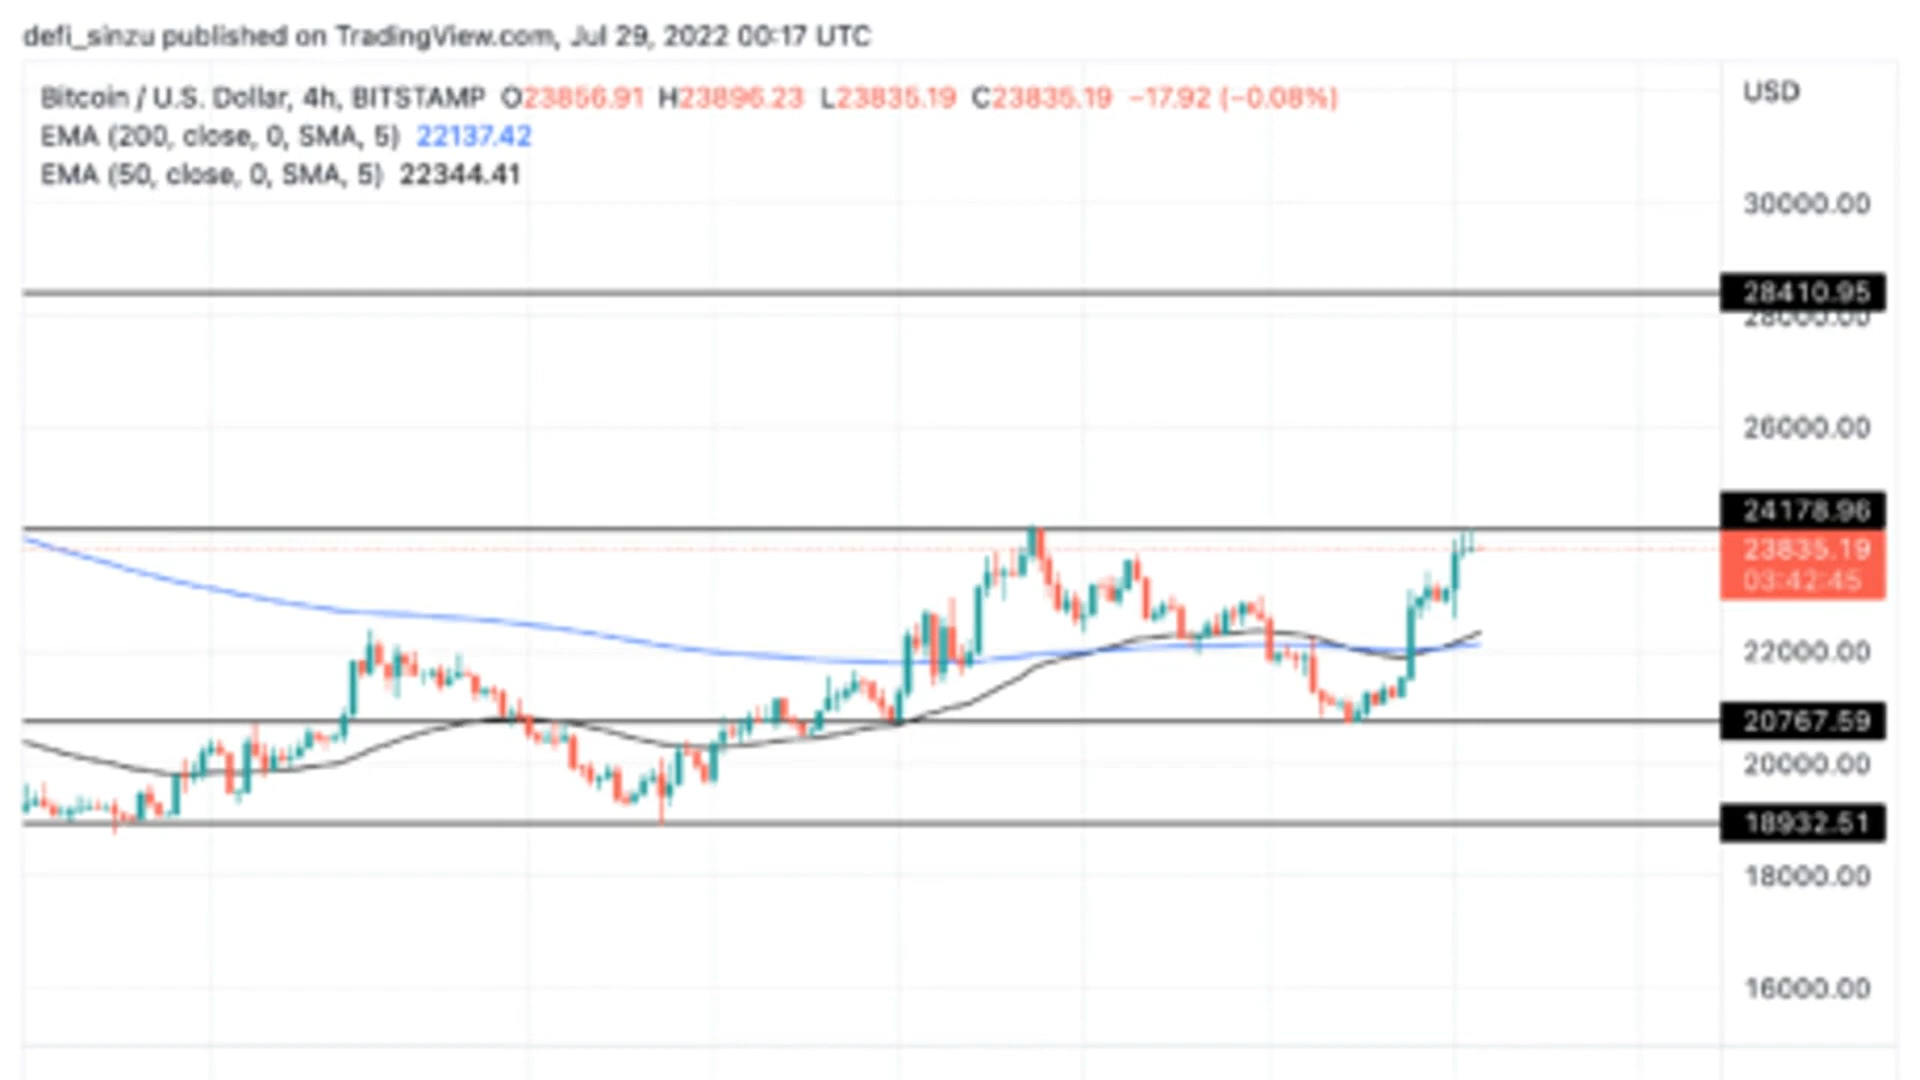 defi_sinzu published on TradingView.com, Jul 29, 2022 00:17 UTC
Bitcoin / U.S. Dollar, 4h, BITSTAMP O23856.91 H23896.23 L23835.19 C23835.19 −17.92 (−0.08%)
EMA (200, close, 0, SMA, 5) 22137.42
EMA (50, close, 0, SMA, 5) 22344.41
USD
30000.00
28410.95
28000.00
26000.00
24178.96
23835.19
03:42:45
22000.00
20767.59
20000.00
18932.51
18000.00
16000.00